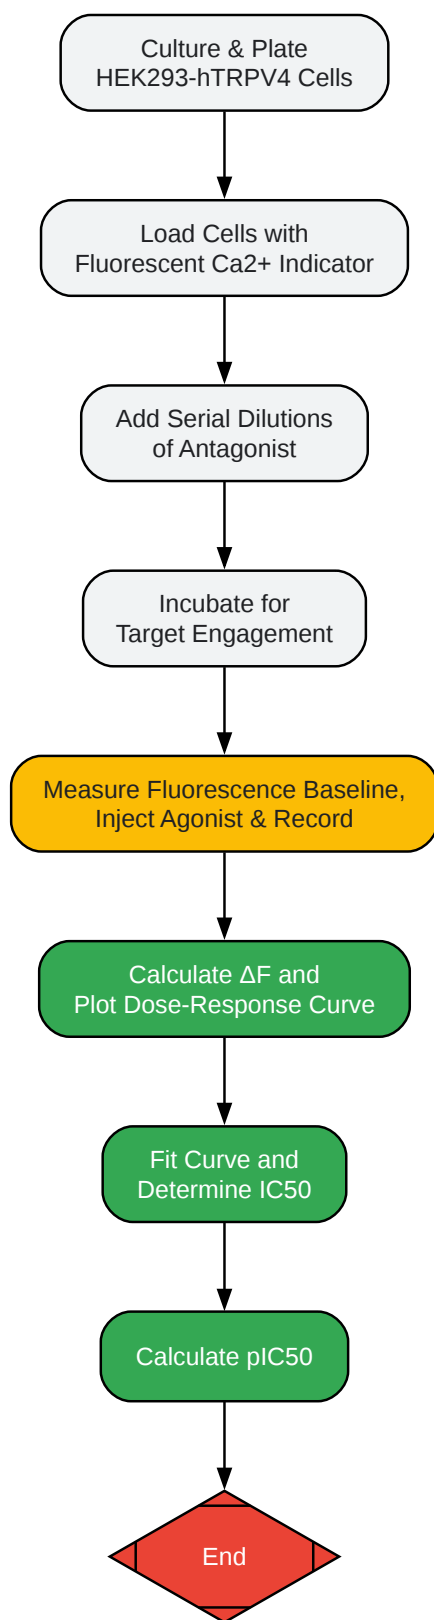 Culture & Plate
HEK293-hTRPV4 Cells
Load Cells with
Fluorescent Ca2+ Indicator
Add Serial Dilutions
of Antagonist
Incubate for
Target Engagement
Measure Fluorescence Baseline,
Inject Agonist & Record
Calculate ΔF and
Plot Dose-Response Curve
Fit Curve and
Determine IC50
Calculate pIC50
End